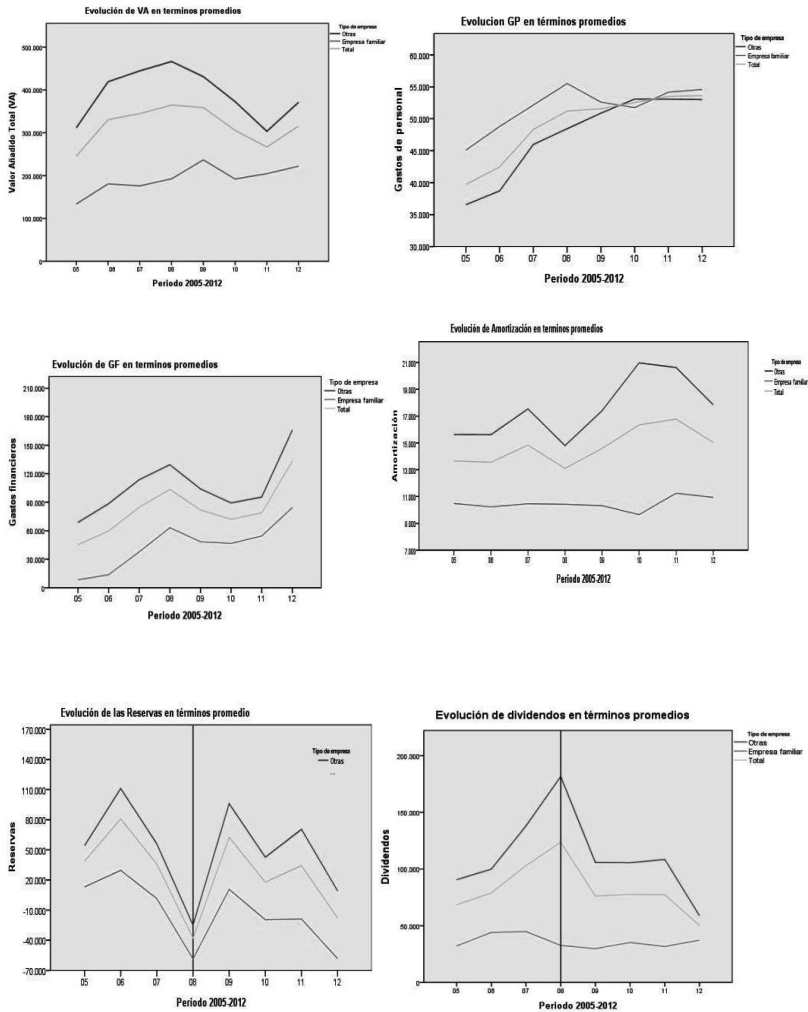 Evolución de VA en terminos promedios
Tipo de empresa
Otras
Empresa familiar
Total
Valor Añadido Total (VA)
500.000
400.000
300.000
200.000
100.000
0
05 06 07 08 09 10 11 12
Periodo 2005-2012
Evolucion GP en términos promedios
Tipo de empresa
Otras
Empresa familiar
Total
Gastos de personal
60.000
55.000
50.000
45.000
40.000
35.000
30.000
05 06 07 08 09 10 11 12
Periodo 2005-2012
Evolución de GF en terminos promedios
Tipo de empresa
Otras
Empresa familiar
Total
Gastos financieros
210.000
180.000
150.000
120.000
90.000
60.000
30.000
0
05 06 07 08 09 10 11 12
Periodo 2005-2012
Evolución de Amortización en terminos promedios
Tipo de empresa
Otras
Empresa familiar
Total
Amortización
21.000
19.000
17.000
15.000
13.000
11.000
9.000
7.000
05 06 07 08 09 10 11 12
Periodo 2005-2012
Evolución de las Reservas en términos promedio
Tipo de empresa
Otras
...
Reservas
170.000
140.000
110.000
80.000
50.000
20.000
-10.000
-40.000
-70.000
05 06 07 08 09 10 11 12
Periodo 2005-2012
Evolución de dividendos en términos promedios
Tipo de empresa
Otras
Empresa familiar
Total
Dividendos
200.000
150.000
100.000
50.000
0
05 06 07 08 09 10 11 12
Periodo 2005-2012